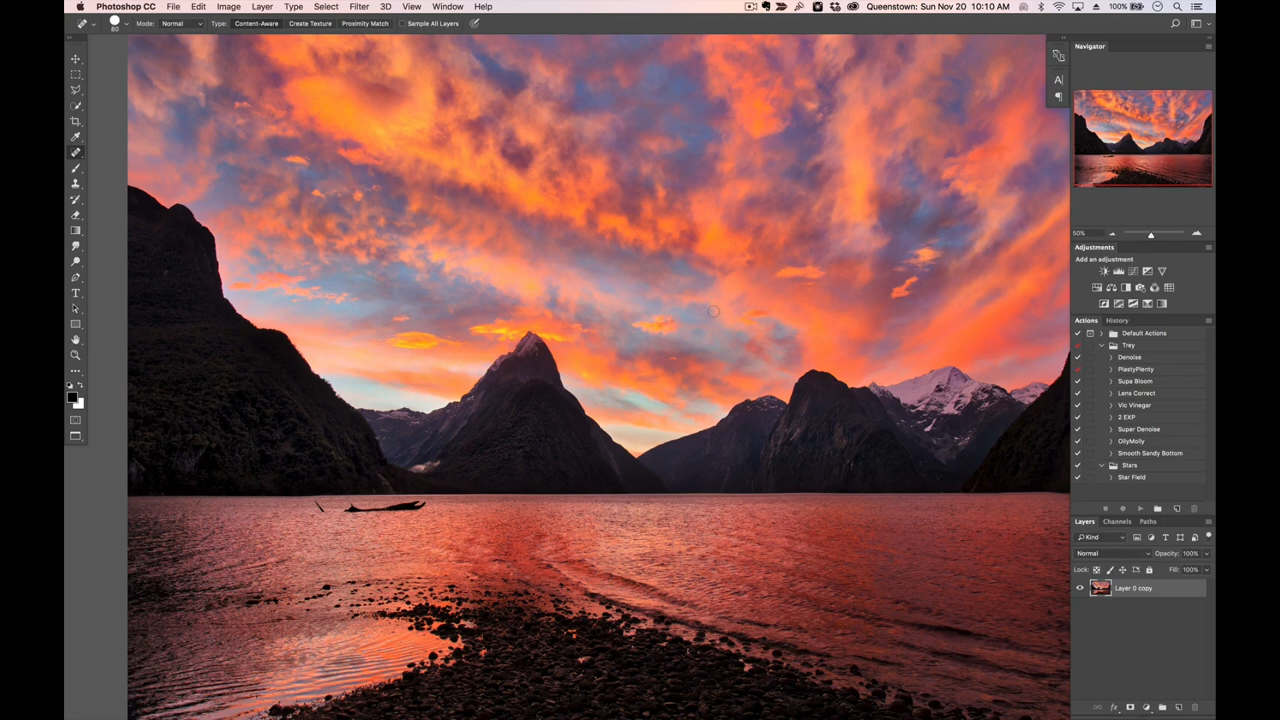 Photoshop CC File Edit Image Layer Type Select Filter 3D View Window Help Queenstown: Sun Nov 20 10:10 AM 100%
80 Mode: Normal Type: Content-Aware Create Texture Proximity Match Sample All Layers
Navigator
50%
Adjustments
Add an adjustment
Actions History
Default Actions
Trey
Denoise
PlastyPlenty
Supa Bloom
Lens Correct
Vic Vinegar
2 EXP
Super Denoise
OllyMolly
Smooth Sandy Bottom
Stars
Star Field
Layers Channels Paths
Kind
Normal Opacity: 100%
Lock: Fill: 100%
Layer 0 copy
fx